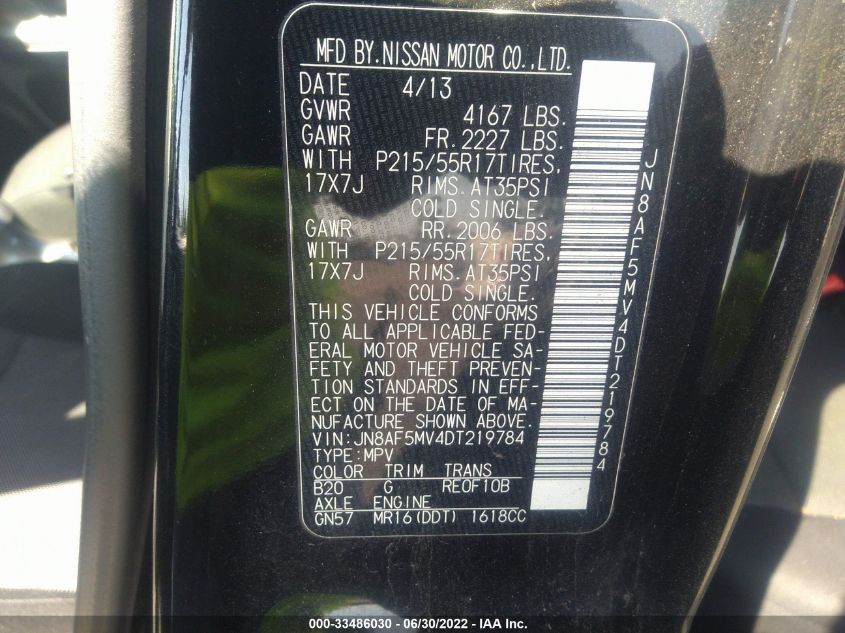 MFD BY.NISSAN MOTOR CO.,LTD.
DATE 4/13
GVWR 4167 LBS.
GAWR FR.2227 LBS.
WITH P215/55R17TIRES,
17X7J RIMS.AT35PSI
COLD SINGLE.
GAWR RR.2006 LBS.
WITH P215/55R17TIRES,
17X7J RIMS.AT35PSI
COLD SINGLE.
THIS VEHICLE CONFORMS
TO ALL APPLICABLE FED-
ERAL MOTOR VEHICLE SA-
FETY AND THEFT PREVEN-
TION STANDARDS IN EFF-
ECT ON THE DATE OF MA-
NUFACTURE SHOWN ABOVE.
VIN:JN8AF5MV4DT219784
TYPE:MPV
COLOR TRIM TRANS
B20 G REOF10B
AXLE ENGINE
GN57 MR16(DDT) 1618CC
JN8AF5MV4DT219784
000-33486030 - 06/30/2022 - IAA Inc.